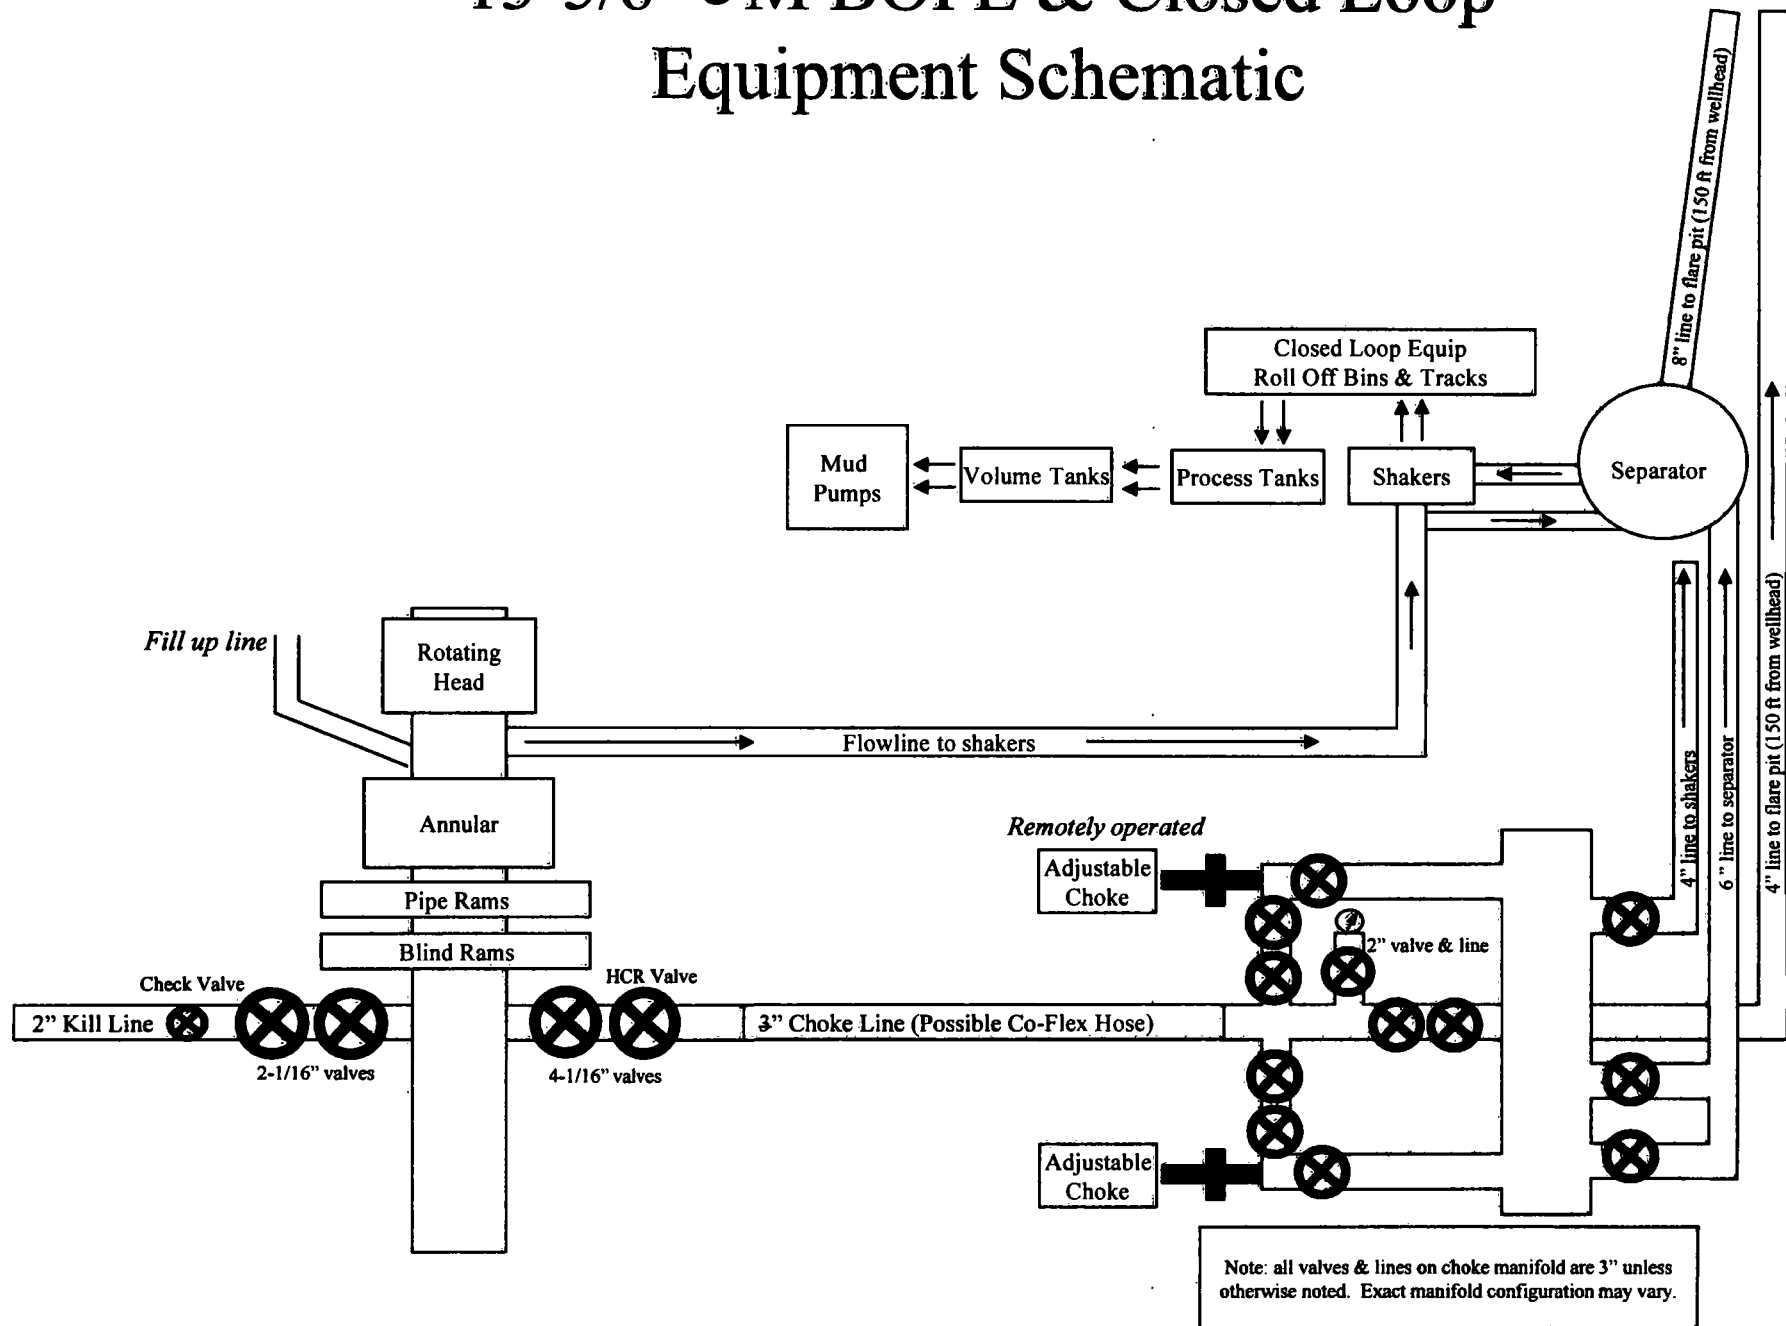 BOPE & Closed Loop
Equipment Schematic
8” line to flare pit (150 ft from wellhead)
Closed Loop Equip
Roll Off Bins & Tracks
Mud
Pumps
Volume Tanks
Process Tanks
Shakers
Separator
Fill up line
Rotating
Head
Flowline to shakers
Annular
Pipe Rams
Blind Rams
Check Valve
HCR Valve
2” Kill Line
3” Choke Line (Possible Co-Flex Hose)
2-1/16” valves
4-1/16” valves
Remotely operated
Adjustable
Choke
2” valve & line
Adjustable
Choke
4” line to shakers
6” line to separator
4” line to flare pit (150 ft from wellhead)
Note: all valves & lines on choke manifold are 3” unless
otherwise noted. Exact manifold configuration may vary.